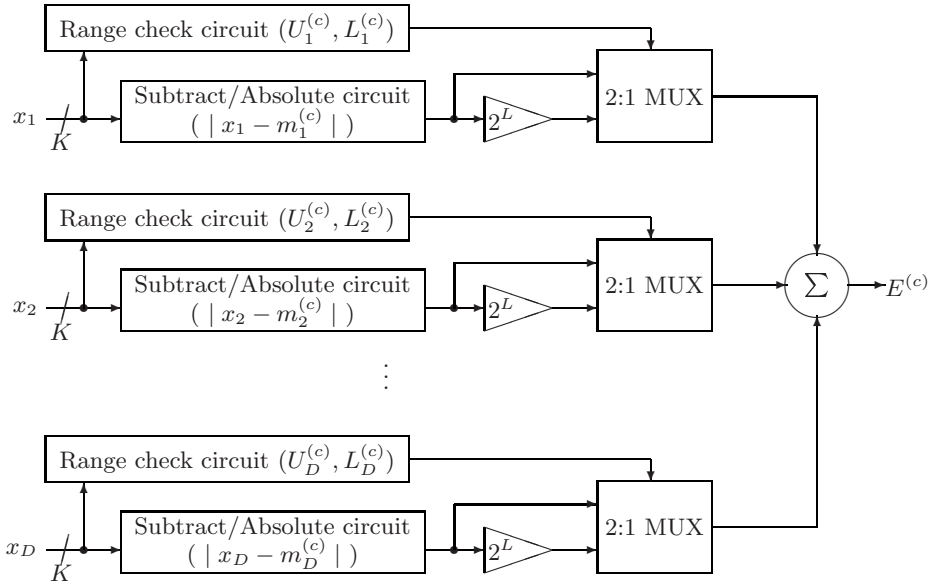 Range check circuit (U_1^{(c)}, L_1^{(c)})
Subtract/Absolute circuit
( | x_1 − m_1^{(c)} | )
x_1
K
2^L
2:1 MUX
Range check circuit (U_2^{(c)}, L_2^{(c)})
Subtract/Absolute circuit
( | x_2 − m_2^{(c)} | )
x_2
K
2^L
2:1 MUX
∑
E^{(c)}
⋮
Range check circuit (U_D^{(c)}, L_D^{(c)})
Subtract/Absolute circuit
( | x_D − m_D^{(c)} | )
x_D
K
2^L
2:1 MUX